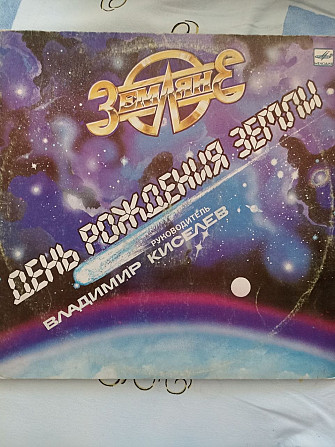 ЗЕМЛЯНЕ
ДЕНЬ РОЖДЕНИЯ ЗЕМЛИ
РУКОВОДИТЕЛЬ
ВЛАДИМИР КИСЕЛЕВ